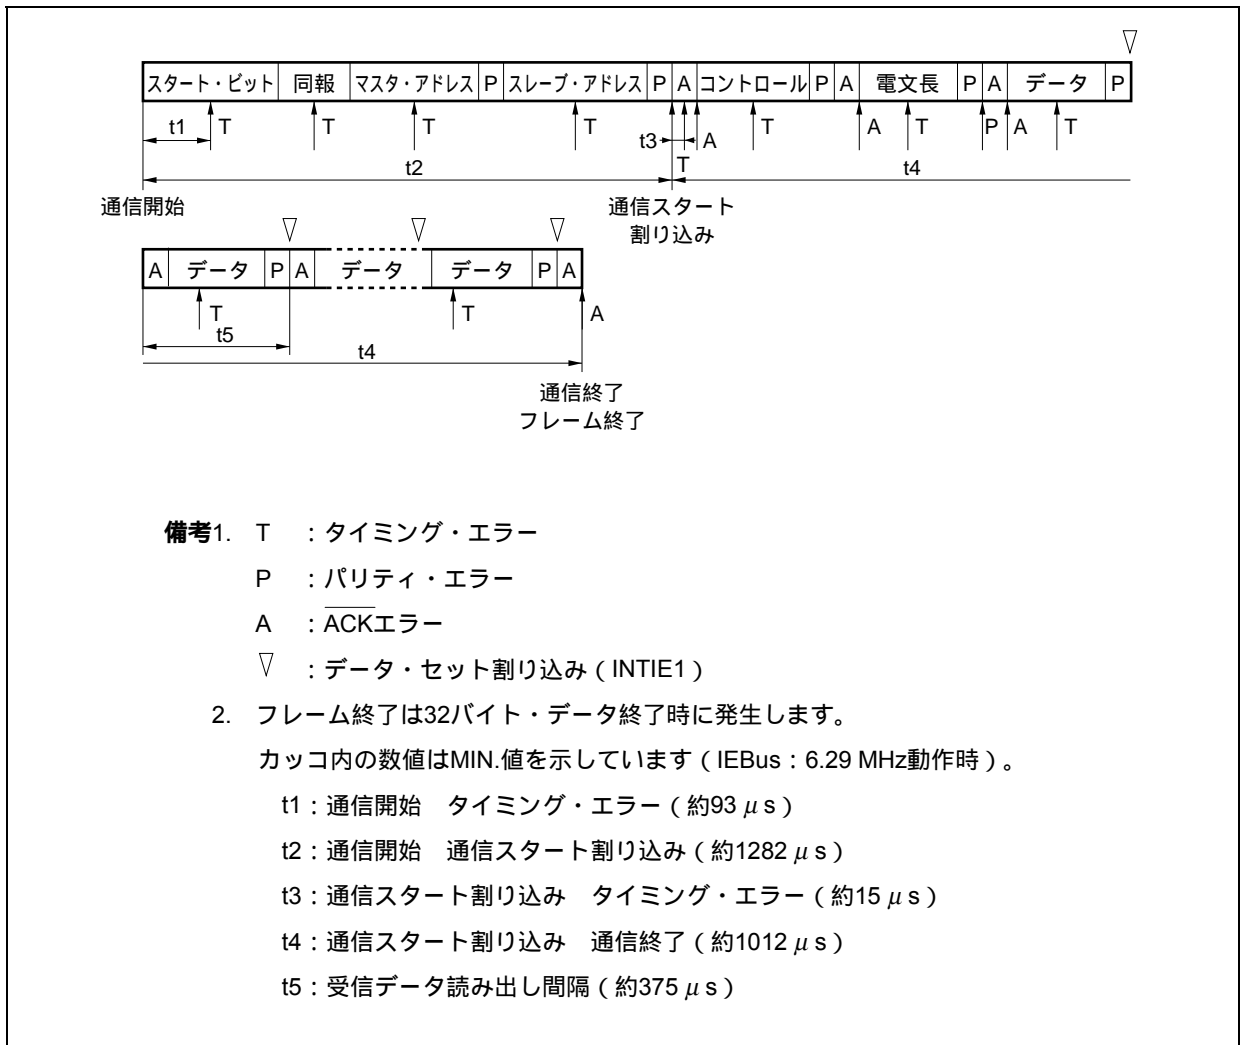 スタート・ビット 同報 マスタ・アドレス P スレーブ・アドレス P A コントロール P A 電文長 P A データ P
t1 T T T T t3 T A T A T P A T
t2 t4
通信開始
通信スタート
割り込み
A データ P A データ データ P A
T T A
t5
t4
通信終了
フレーム終了
備考1. T :タイミング・エラー
P :パリティ・エラー
A :ACKエラー
▽ :データ・セット割り込み(INTIE1)
2. フレーム終了は32バイト・データ終了時に発生します。
カッコ内の数値はMIN.値を示しています(IEBus:6.29 MHz動作時)。
t1:通信開始 タイミング・エラー(約93 μs)
t2:通信開始 通信スタート割り込み(約1282 μs)
t3:通信スタート割り込み タイミング・エラー(約15 μs)
t4:通信スタート割り込み 通信終了(約1012 μs)
t5:受信データ読み出し間隔(約375 μs)